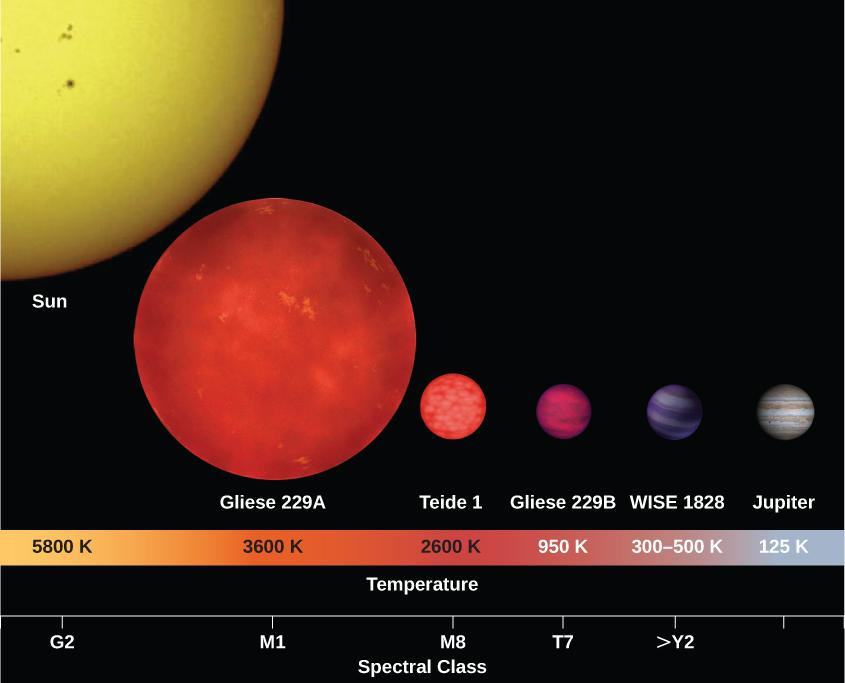 Sun
Gliese 229A Teide 1 Gliese 229B WISE 1828 Jupiter
5800 K 3600 K 2600 K 950 K 300–500 K 125 K
Temperature
G2 M1 M8 T7 >Y2
Spectral Class